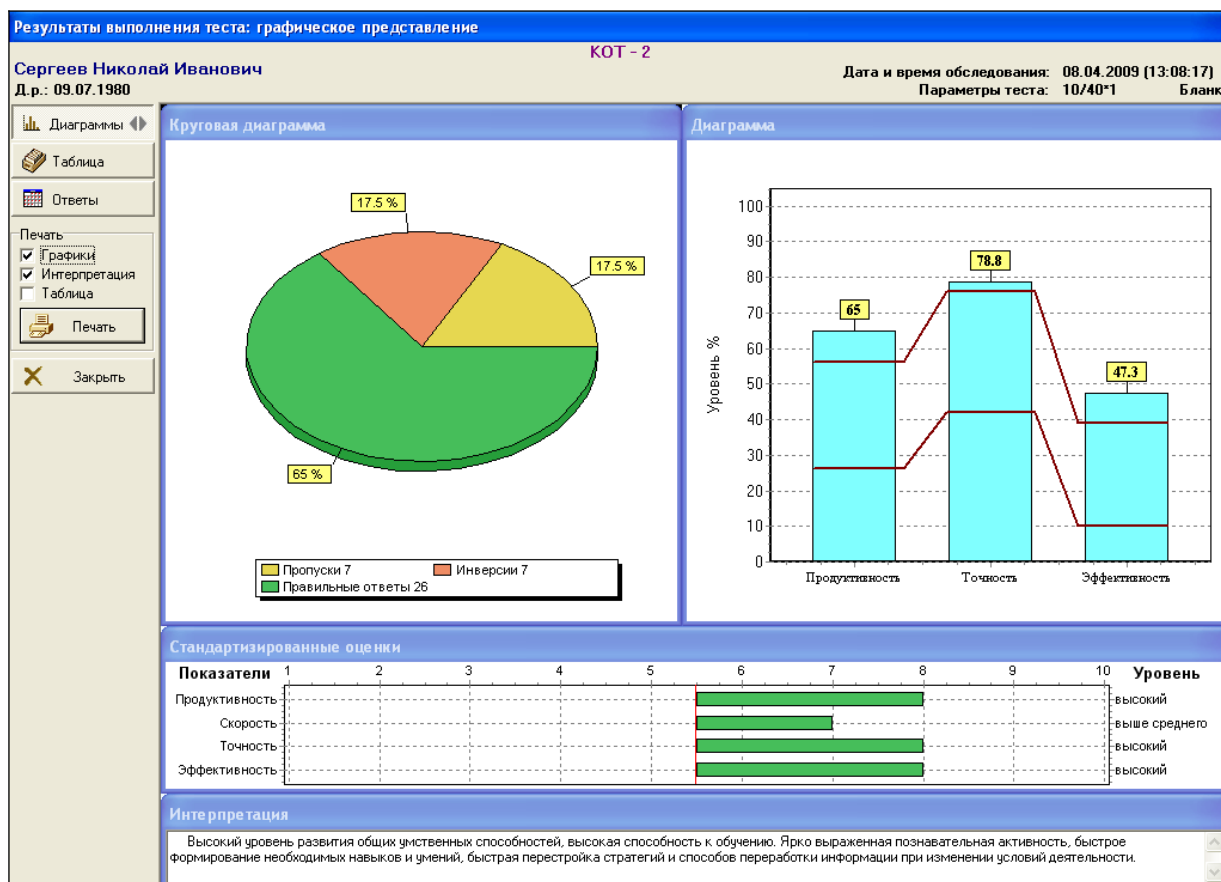 Результаты выполнения теста: графическое представление
КОТ - 2
Сергеев Николай Иванович
Д.р.: 09.07.1980
Дата и время обследования: 08.04.2009 (13:08:17)
Параметры теста: 10/40*1 Бланк
Диаграммы
Таблица
Ответы
Печать
Графики
Интерпретация
Таблица
Печать
Закрыть
Круговая диаграмма
17.5 %
17.5 %
65 %
Пропуски 7 Инверсии 7
Правильные ответы 26
Диаграмма
Уровень %
100
90
80
70
60
50
40
30
20
10
0
65
78.8
47.3
Продуктивность Точность Эффективность
Стандартизированные оценки
Показатели 1 2 3 4 5 6 7 8 9 10 Уровень
Продуктивность высокий
Скорость выше среднего
Точность высокий
Эффективность высокий
Интерпретация
Высокий уровень развития общих умственных способностей, высокая способность к обучению. Ярко выраженная познавательная активность, быстрое
формирование необходимых навыков и умений, быстрая перестройка стратегий и способов переработки информации при изменении условий деятельности.